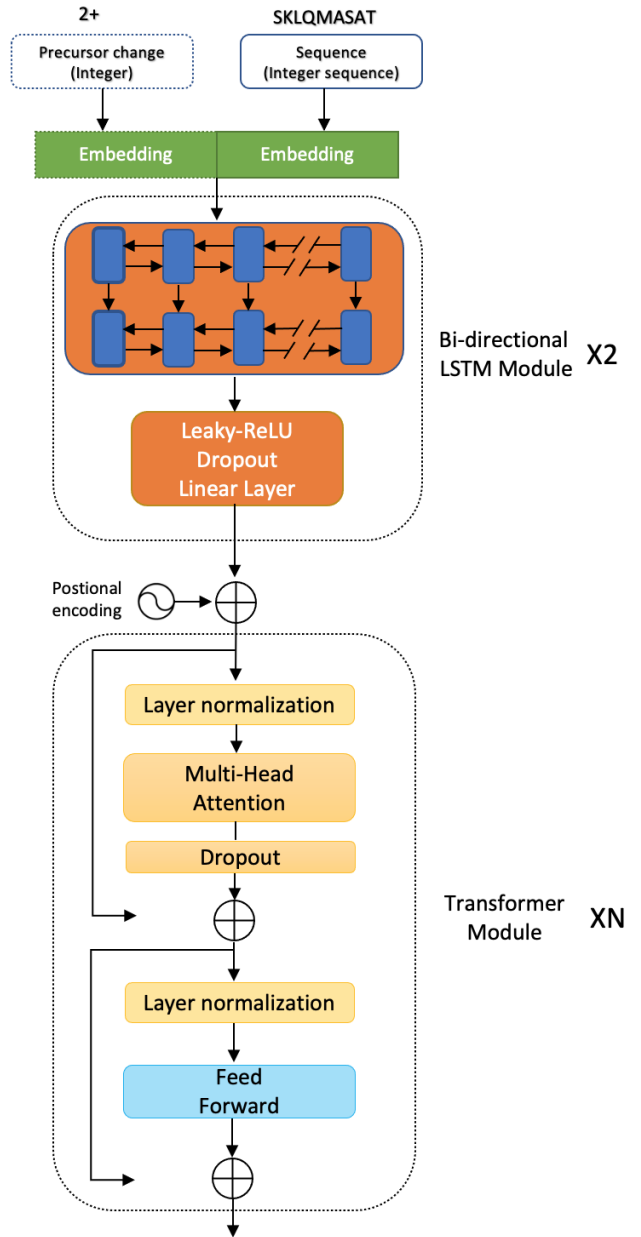 2+
SKLQMASAT
Precursor change
(Integer)
Sequence
(Integer sequence)
Embedding
Embedding
Bi-directional
LSTM Module
X2
Leaky-ReLU
Dropout
Linear Layer
Postional
encoding
Layer normalization
Multi-Head
Attention
Dropout
Transformer
Module
XN
Layer normalization
Feed
Forward